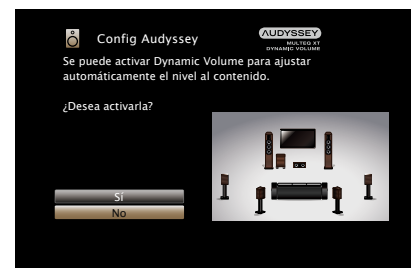 Config Audyssey
AUDYSSEY
MULTEQ XT
DYNAMIC VOLUME
Se puede activar Dynamic Volume para ajustar
automáticamente el nivel al contenido.
¿Desea activarla?
Sí
No